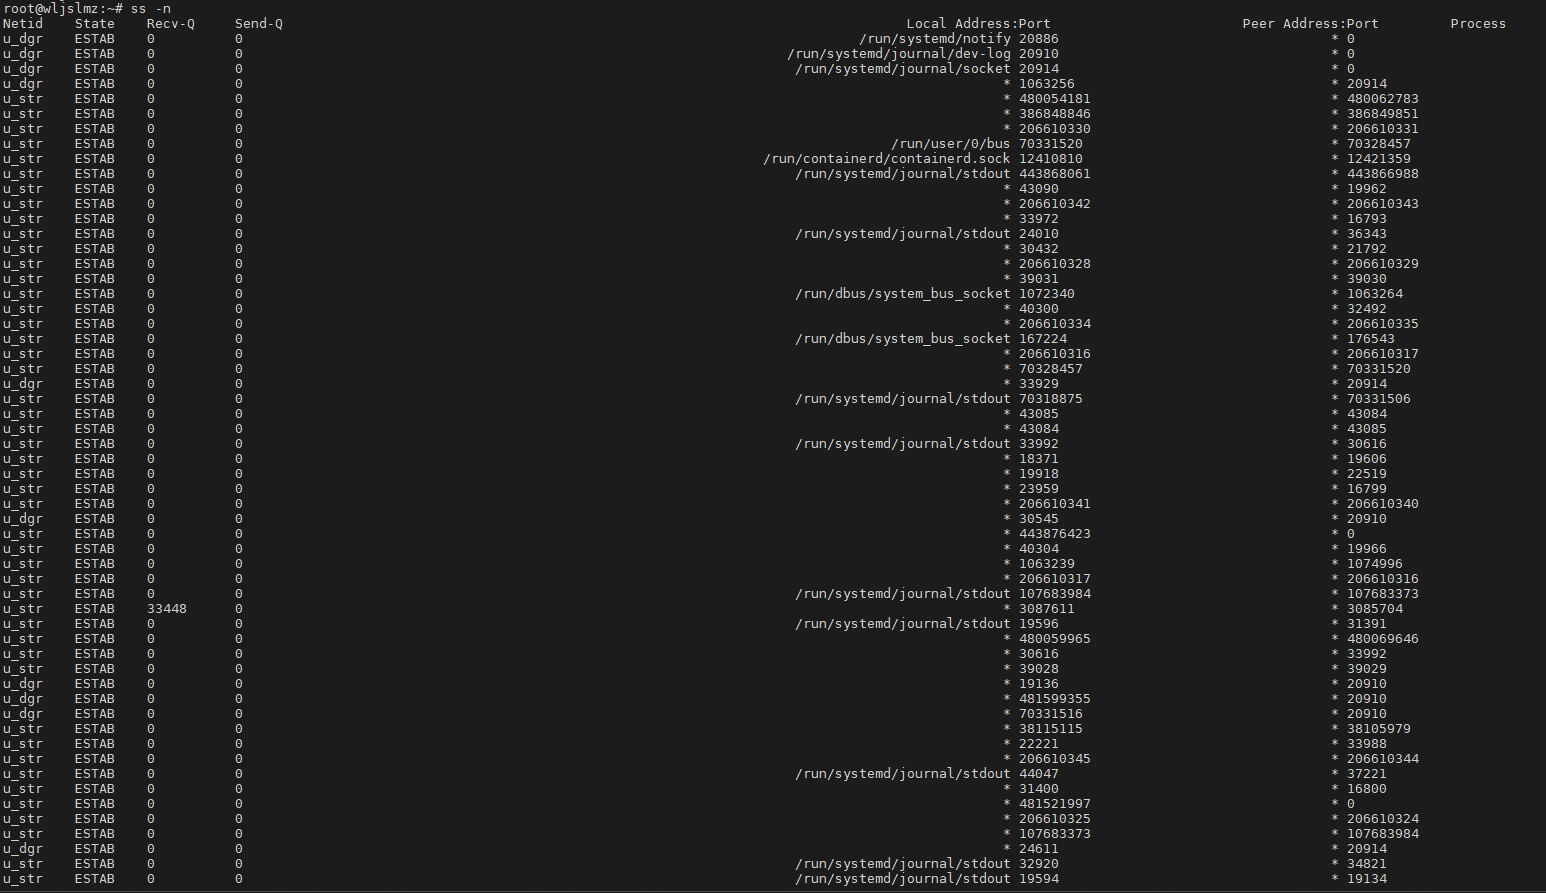 root@wljslmz:~# ss -n
Netid State Recv-Q Send-Q Local Address:Port Peer Address:Port Process
u_dgr ESTAB 0 0 /run/systemd/notify 20886 * 0
u_dgr ESTAB 0 0 /run/systemd/journal/dev-log 20910 * 0
u_dgr ESTAB 0 0 /run/systemd/journal/socket 20914 * 0
u_dgr ESTAB 0 0 * 1063256 * 20914
u_str ESTAB 0 0 * 480054181 * 480062783
u_str ESTAB 0 0 * 386848846 * 386849851
u_str ESTAB 0 0 * 206610330 * 206610331
u_str ESTAB 0 0 /run/user/0/bus 70331520 * 70328457
u_str ESTAB 0 0 /run/containerd/containerd.sock 12410810 * 12421359
u_str ESTAB 0 0 /run/systemd/journal/stdout 443868061 * 443866988
u_str ESTAB 0 0 * 43090 * 19962
u_str ESTAB 0 0 * 206610342 * 206610343
u_str ESTAB 0 0 * 33972 * 16793
u_str ESTAB 0 0 /run/systemd/journal/stdout 24010 * 36343
u_str ESTAB 0 0 * 30432 * 21792
u_str ESTAB 0 0 * 206610328 * 206610329
u_str ESTAB 0 0 * 39031 * 39030
u_str ESTAB 0 0 /run/dbus/system_bus_socket 1072340 * 1063264
u_str ESTAB 0 0 * 40300 * 32492
u_str ESTAB 0 0 * 206610334 * 206610335
u_str ESTAB 0 0 /run/dbus/system_bus_socket 167224 * 176543
u_str ESTAB 0 0 * 206610316 * 206610317
u_str ESTAB 0 0 * 70328457 * 70331520
u_dgr ESTAB 0 0 * 33929 * 20914
u_str ESTAB 0 0 /run/systemd/journal/stdout 70318875 * 70331506
u_str ESTAB 0 0 * 43085 * 43084
u_str ESTAB 0 0 * 43084 * 43085
u_str ESTAB 0 0 /run/systemd/journal/stdout 33992 * 30616
u_str ESTAB 0 0 * 18371 * 19606
u_str ESTAB 0 0 * 19918 * 22519
u_str ESTAB 0 0 * 23959 * 16799
u_str ESTAB 0 0 * 206610341 * 206610340
u_dgr ESTAB 0 0 * 30545 * 20910
u_str ESTAB 0 0 * 443876423 * 0
u_str ESTAB 0 0 * 40304 * 19966
u_str ESTAB 0 0 * 1063239 * 1074996
u_str ESTAB 0 0 * 206610317 * 206610316
u_str ESTAB 0 0 /run/systemd/journal/stdout 107683984 * 107683373
u_str ESTAB 33448 0 * 3087611 * 3085704
u_str ESTAB 0 0 /run/systemd/journal/stdout 19596 * 31391
u_str ESTAB 0 0 * 480059965 * 480069646
u_str ESTAB 0 0 * 30616 * 33992
u_str ESTAB 0 0 * 39028 * 39029
u_dgr ESTAB 0 0 * 19136 * 20910
u_dgr ESTAB 0 0 * 481599355 * 20910
u_dgr ESTAB 0 0 * 70331516 * 20910
u_str ESTAB 0 0 * 38115115 * 38105979
u_str ESTAB 0 0 * 22221 * 33988
u_str ESTAB 0 0 * 206610345 * 206610344
u_str ESTAB 0 0 /run/systemd/journal/stdout 44047 * 37221
u_str ESTAB 0 0 * 31400 * 16800
u_str ESTAB 0 0 * 481521997 * 0
u_str ESTAB 0 0 * 206610325 * 206610324
u_str ESTAB 0 0 * 107683373 * 107683984
u_dgr ESTAB 0 0 * 24611 * 20914
u_str ESTAB 0 0 /run/systemd/journal/stdout 32920 * 34821
u_str ESTAB 0 0 /run/systemd/journal/stdout 19594 * 19134